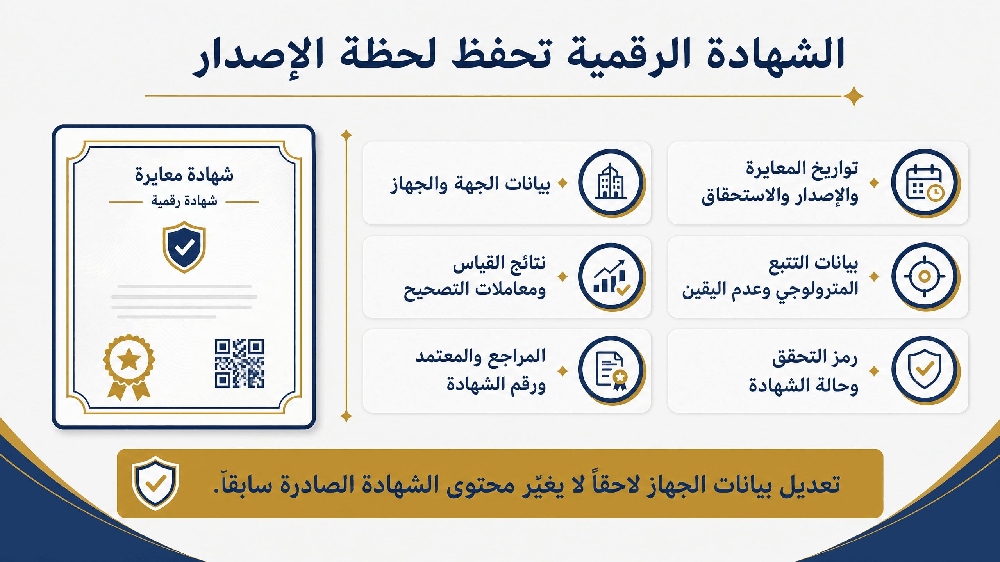 الشهادة الرقمية تحفظ لحظة الإصدار
تواريخ المعايرة
والإصدار والاستحقاق
بيانات الجهة والجهاز
بيانات التتبع
المترولوجي وعدم اليقين
نتائج القياس
ومعاملات التصحيح
رمز التحقق
وحالة الشهادة
المراجع والمعتمد
ورقم الشهادة
شهادة معايرة
شهادة رقمية
تعديل بيانات الجهاز لاحقاً لا يغيّر محتوى الشهادة الصادرة سابقاً.